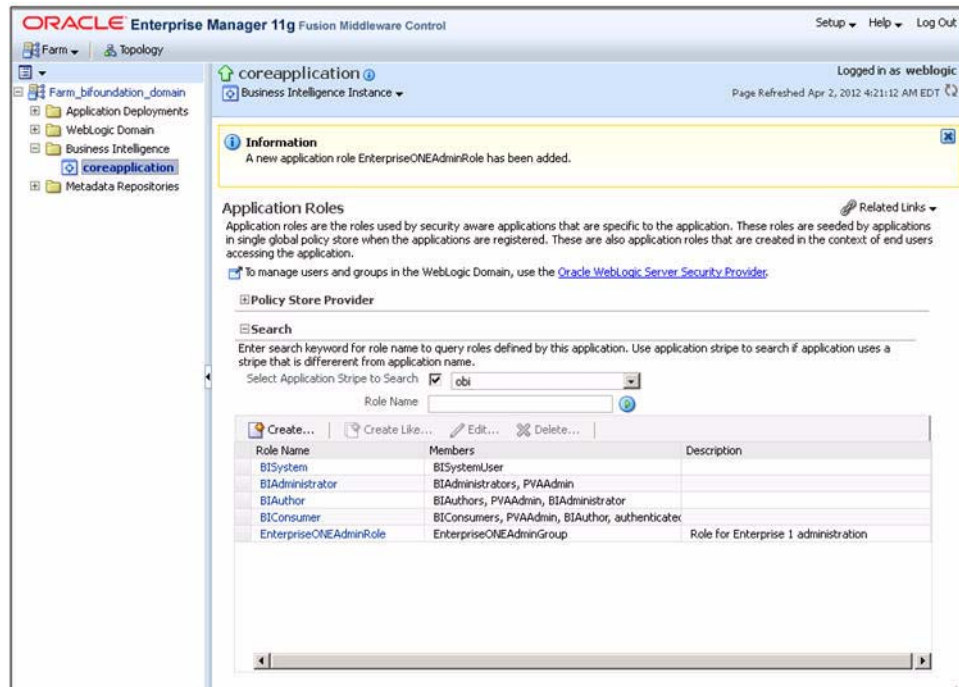 ORACLE Enterprise Manager 11g Fusion Middleware Control
Setup Help Log Out
Farm Topology
Farm_bifoundation_domain
Application Deployments
WebLogic Domain
Business Intelligence
coreapplication
Metadata Repositories
coreapplication
Logged in as weblogic
Business Intelligence Instance
Page Refreshed Apr 2, 2012 4:21:12 AM EDT
Information
A new application role EnterpriseONEAdminRole has been added.
Application Roles
Related Links
Application roles are the roles used by security aware applications that are specific to the application. These roles are seeded by applications
in single global policy store when the applications are registered. These are also application roles that are created in the context of end users
accessing the application.
To manage users and groups in the WebLogic Domain, use the Oracle WebLogic Server Security Provider.
Policy Store Provider
Search
Enter search keyword for role name to query roles defined by this application. Use application stripe to search if application uses a
stripe that is differerent from application name.
Select Application Stripe to Search obi
Role Name
Create... Create Like... Edit... Delete...
Role Name Members Description
BISystem BISystemUser
BIAdministrator BIAdministrators, PVAAdmin
BIAuthor BIAuthors, PVAAdmin, BIAdministrator
BIConsumer BIConsumers, PVAAdmin, BIAuthor, authenticated
EnterpriseONEAdminRole EnterpriseONEAdminGroup Role for Enterprise 1 administration